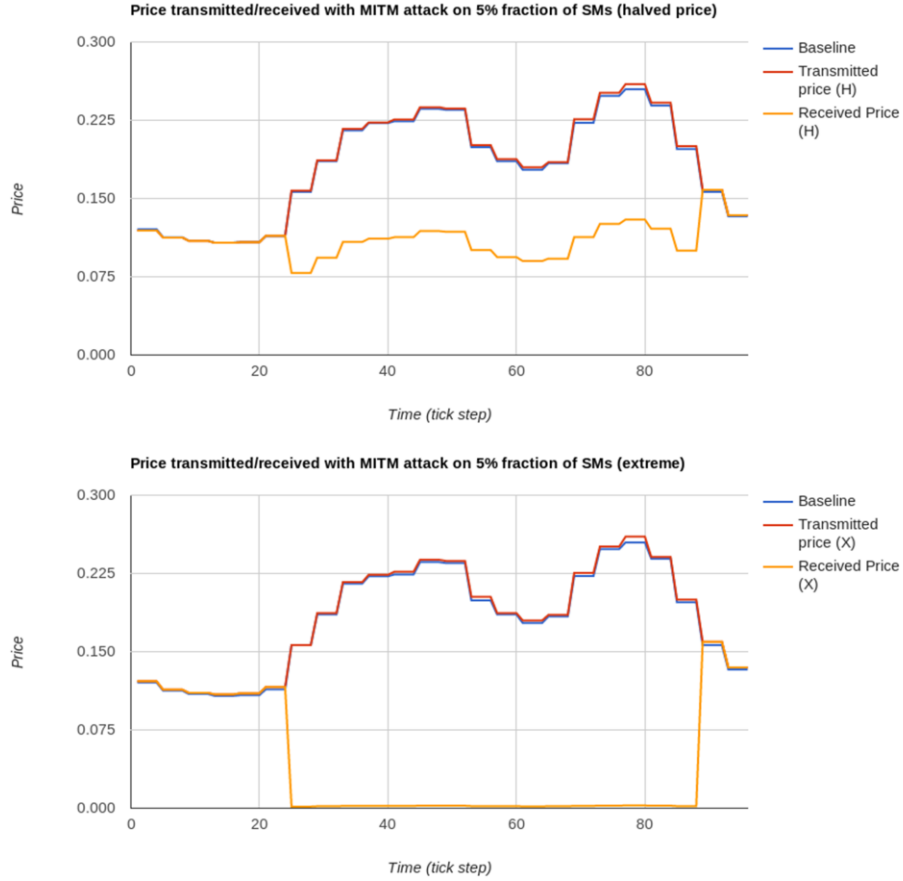 Price transmitted/received with MITM attack on 5% fraction of SMs (halved price)
0.300
0.225
0.150
0.075
0.000
Price
0 20 40 60 80
Time (tick step)
Baseline
Transmitted
price (H)
Received Price
(H)
Price transmitted/received with MITM attack on 5% fraction of SMs (extreme)
0.300
0.225
0.150
0.075
0.000
Price
0 20 40 60 80
Time (tick step)
Baseline
Transmitted
price (X)
Received Price
(X)